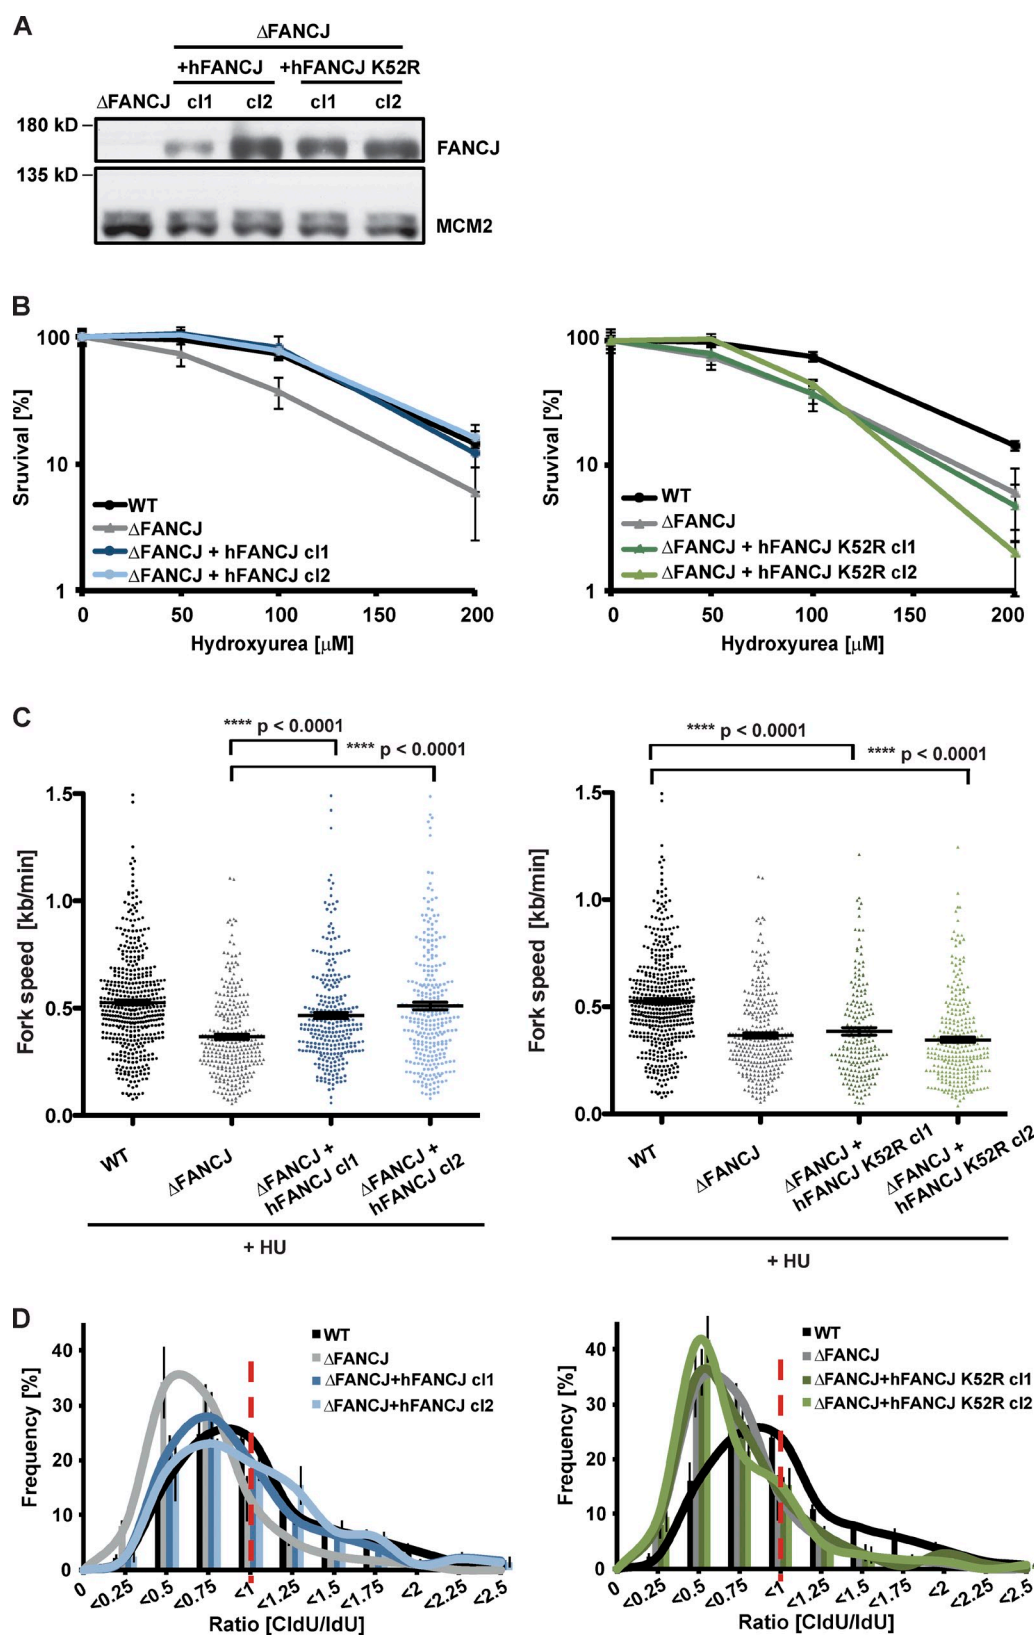 A
ΔFANCJ
+hFANCJ +hFANCJ K52R
ΔFANCJ cl1 cl2 cl1 cl2
180 kD
FANCJ
135 kD
MCM2
B
Sruvival [%]
100
10
1
WT
ΔFANCJ
ΔFANCJ + hFANCJ cl1
ΔFANCJ + hFANCJ cl2
0 50 100 150 200
Hydroxyurea [μM]
Sruvival [%]
100
10
1
WT
ΔFANCJ
ΔFANCJ + hFANCJ K52R cl1
ΔFANCJ + hFANCJ K52R cl2
0 50 100 150 200
Hydroxyurea [μM]
C
**** p < 0.0001
**** p < 0.0001
Fork speed [kb/min]
1.5
1.0
0.5
0.0
WT
ΔFANCJ
ΔFANCJ +
hFANCJ cl1
ΔFANCJ +
hFANCJ cl2
+ HU
**** p < 0.0001
**** p < 0.0001
Fork speed [kb/min]
1.5
1.0
0.5
0.0
WT
ΔFANCJ
ΔFANCJ +
hFANCJ K52R cl1
ΔFANCJ +
hFANCJ K52R cl2
+ HU
D
Frequency [%]
40
30
20
10
0
WT
ΔFANCJ
ΔFANCJ+hFANCJ cl1
ΔFANCJ+hFANCJ cl2
0 <0.25 <0.5 <0.75 <1 <1.25 <1.5 <1.75 <2 <2.25 <2.5
Ratio [CldU/IdU]
Frequency [%]
40
30
20
10
0
WT
ΔFANCJ
ΔFANCJ+hFANCJ K52R cl1
ΔFANCJ+hFANCJ K52R cl2
0 <0.25 <0.5 <0.75 <1 <1.25 <1.5 <1.75 <2 <2.25 <2.5
Ratio [CldU/IdU]